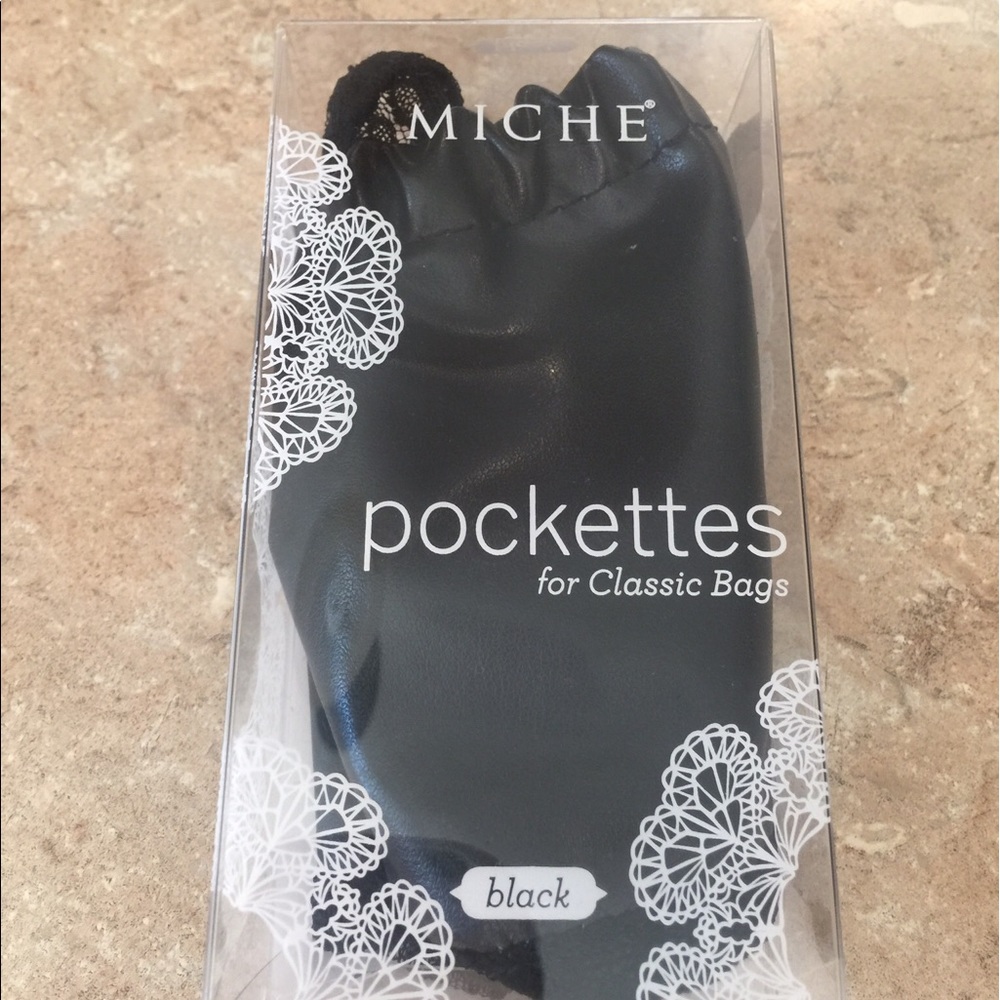 MICHE®
pockettes
for Classic Bags
black